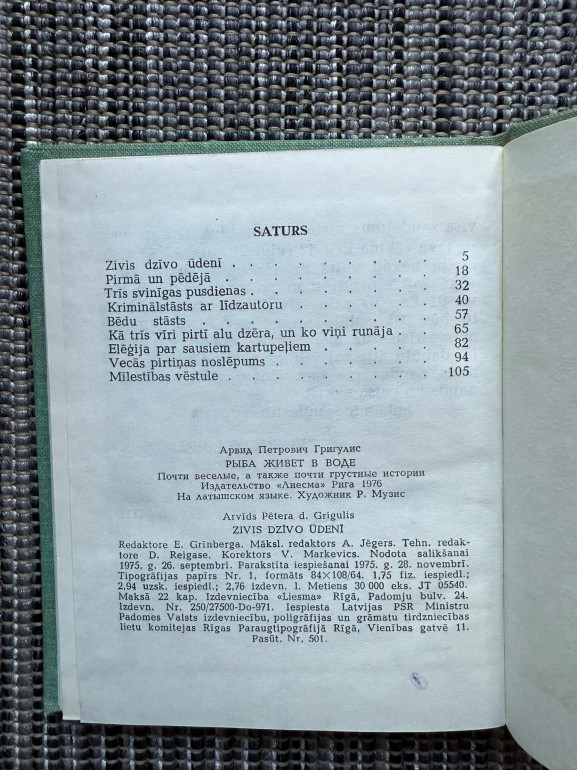 SATURS
Zivis dzīvo ūdenī . . . . . . . . 5
Pirmā un pēdējā . . . . . . . . 18
Trīs svinīgas pusdienas . . . . . . . 32
Kriminālstāsts ar līdzautoru . . . . . . 40
Bēdu stāsts . . . . . . . . . 57
Kā trīs vīri pirtī alu dzēra, un ko viņi runāja . . 65
Elēģija par sausiem kartupeļiem . . . . . 82
Vecās pirtiņas noslēpums . . . . . . 94
Mīlestības vēstule . . . . . . . . 105
Арвид Петрович Григулис
РЫБА ЖИВЕТ В ВОДЕ
Почти веселые, а также почти грустные истории
Издательство «Лиесма» Рига 1976
На латышском языке. Художник Р. Музис
Arvīds Pētera d. Grigulis
ZIVIS DZĪVO ŪDENĪ
Redaktore E. Grīnberga. Māksl. redaktors A. Jēgers. Tehn. redak-
tore D. Reigase. Korektors V. Markevics. Nodota salikšanai
1975. g. 26. septembrī. Parakstīta iespiešanai 1975. g. 28. novembrī.
Tipogrāfijas papīrs Nr. 1, formāts 84×108/64. 1,75 fiz. iespiedl.;
2,94 uzsk. iespiedl.; 2,76 izdevn. l. Metiens 30 000 eks. JT 05540.
Maksā 22 kap. Izdevniecība «Liesma» Rīgā, Padomju bulv. 24.
Izdevn. Nr. 250/27500-Do-971. Iespiesta Latvijas PSR Ministru
Padomes Valsts izdevniecību, poligrāfijas un grāmatu tirdzniecības
lietu komitejas Rīgas Paraugtipogrāfijā Rīgā, Vienības gatvē 11.
Pasūt. Nr. 501.